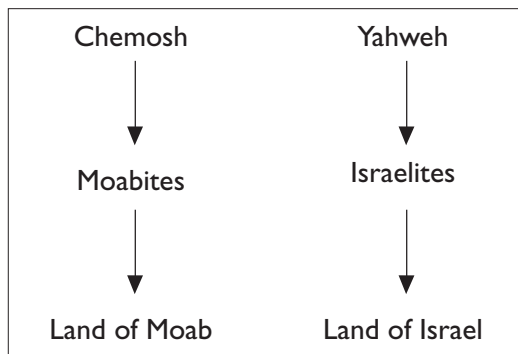 Chemosh Yahweh
Moabites Israelites
Land of Moab Land of Israel